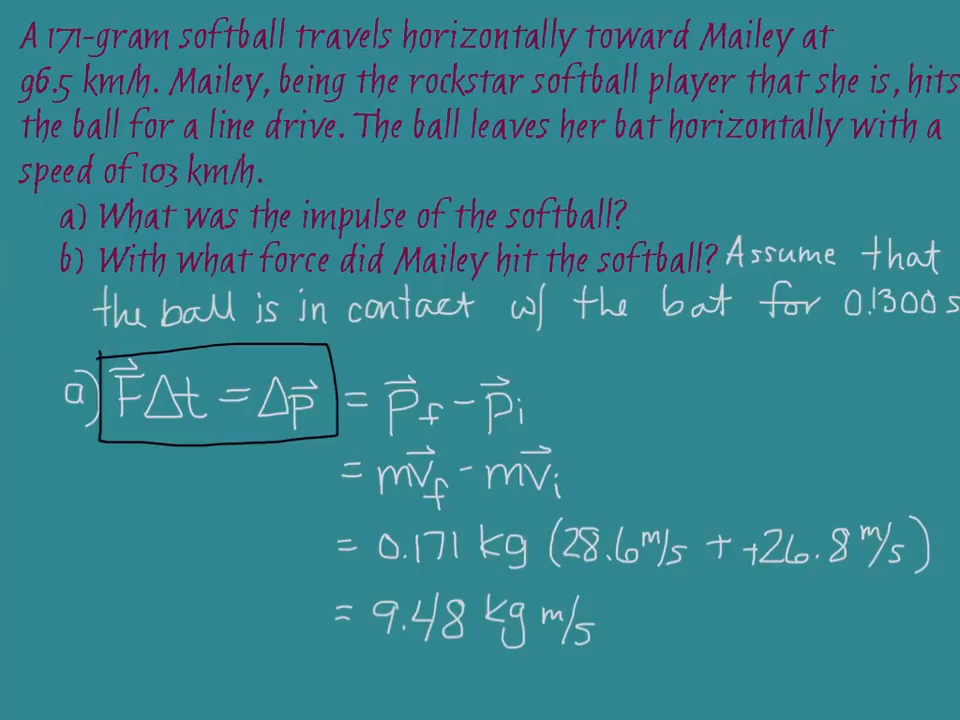 A 171-gram softball travels horizontally toward Mailey at
96.5 km/h. Mailey, being the rockstar softball player that she is, hits
the ball for a line drive. The ball leaves her bat horizontally with a
speed of 103 km/h.
a) What was the impulse of the softball?
b) With what force did Mailey hit the softball? Assume that
the ball is in contact w/ the bat for 0.1300 s
a) F⃗Δt = Δp⃗ = p⃗f - p⃗i
= mv⃗f - mv⃗i
= 0.171 kg (28.6 m/s + +26.8 m/s)
= 9.48 kg m/s